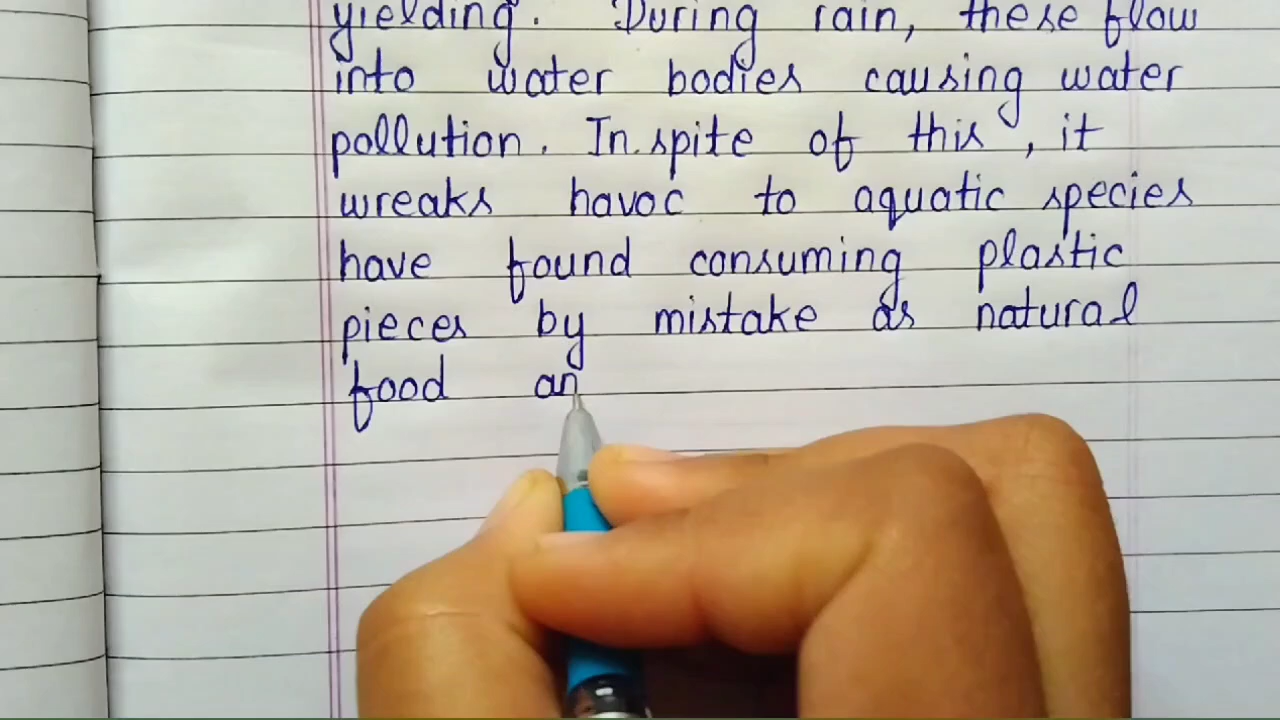 yielding. During rain, these flow
into water bodies causing water
pollution. In spite of this, it
wreaks havoc to aquatic species
have found consuming plastic
pieces by mistake as natural
food an